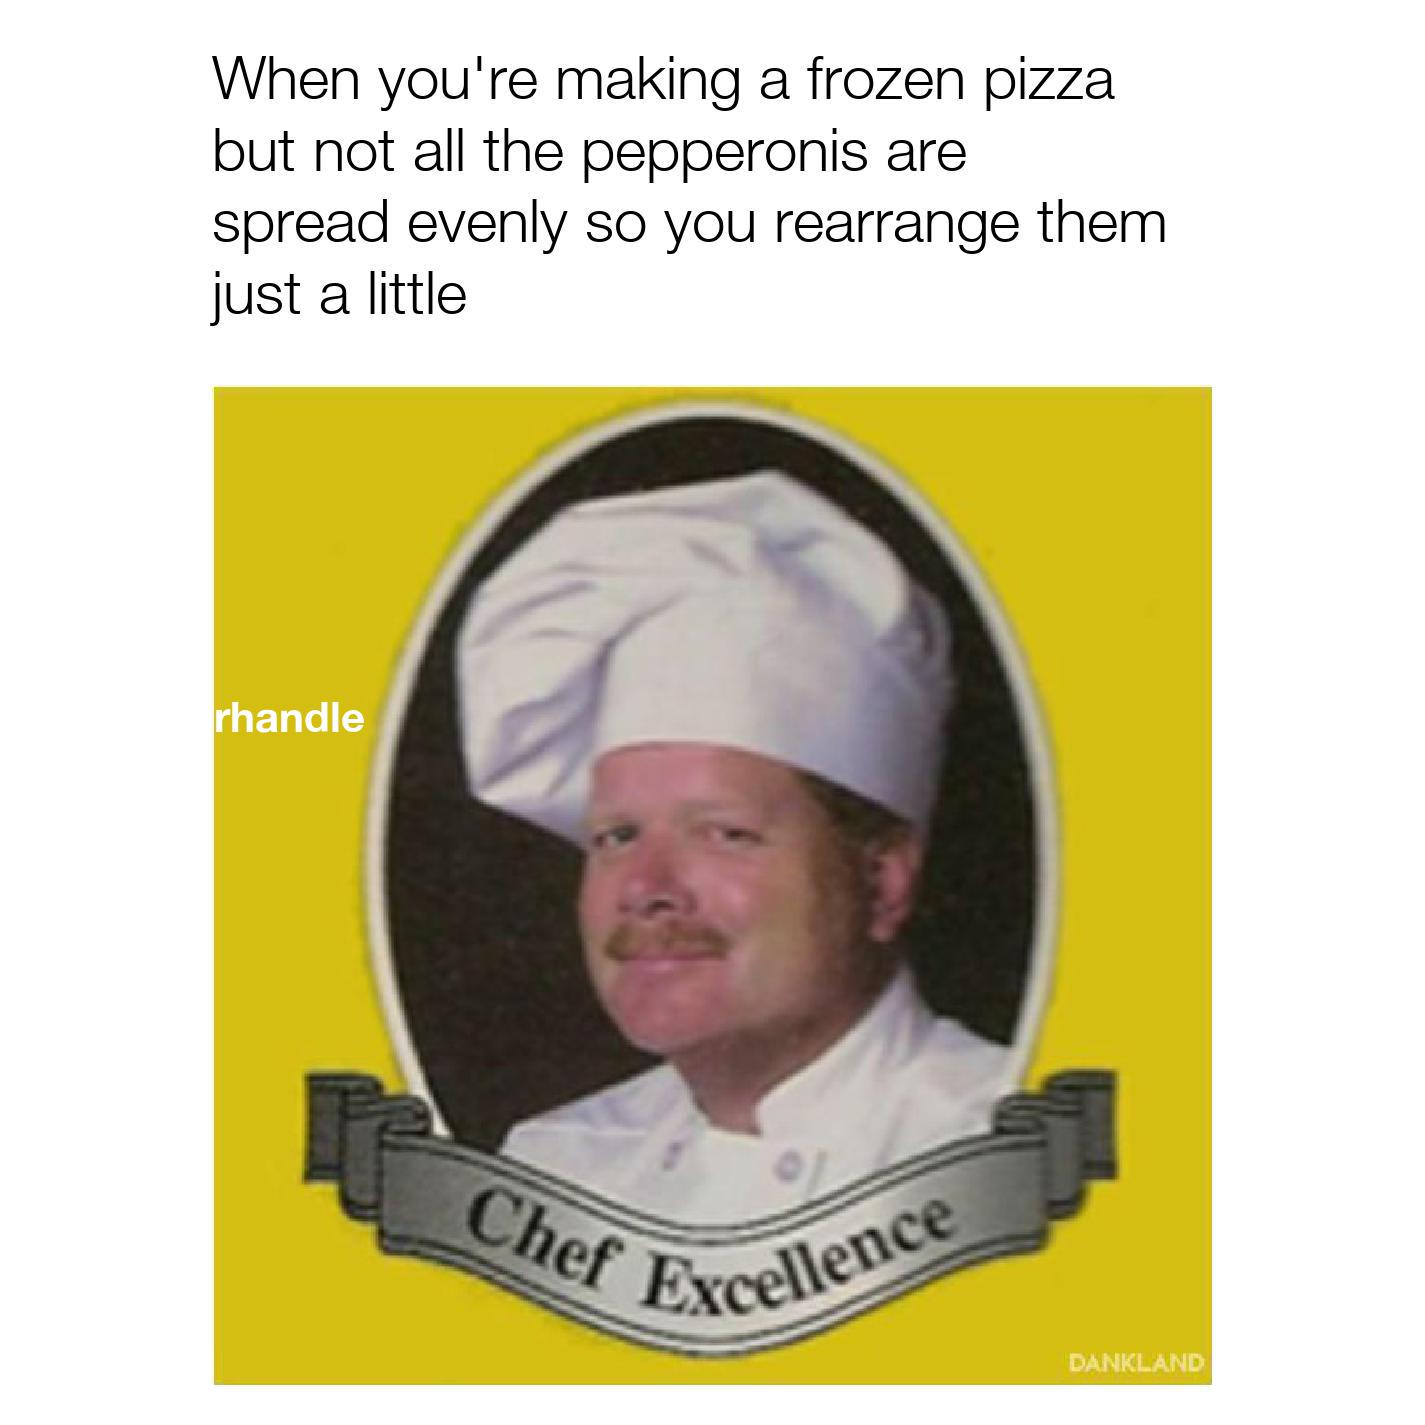 When you're making a frozen pizza
but not all the pepperonis are
spread evenly so you rearrange them
just a little
rhandle
Chef Excellence
DANKLAND